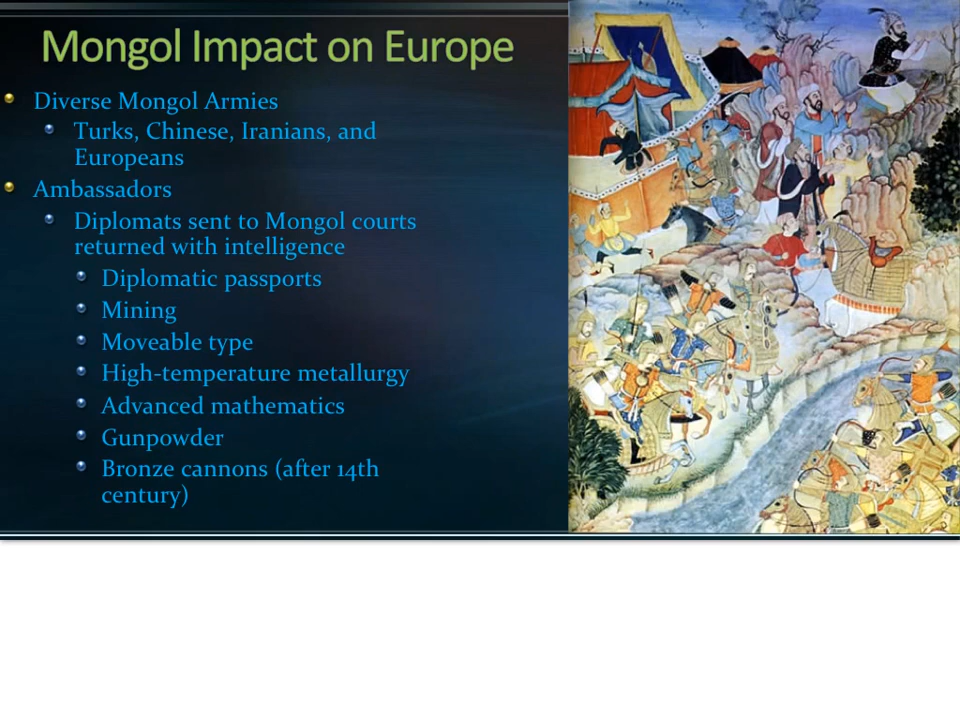 Mongol Impact on Europe
Diverse Mongol Armies
Turks, Chinese, Iranians, and
Europeans
Ambassadors
Diplomats sent to Mongol courts
returned with intelligence
Diplomatic passports
Mining
Moveable type
High-temperature metallurgy
Advanced mathematics
Gunpowder
Bronze cannons (after 14th
century)